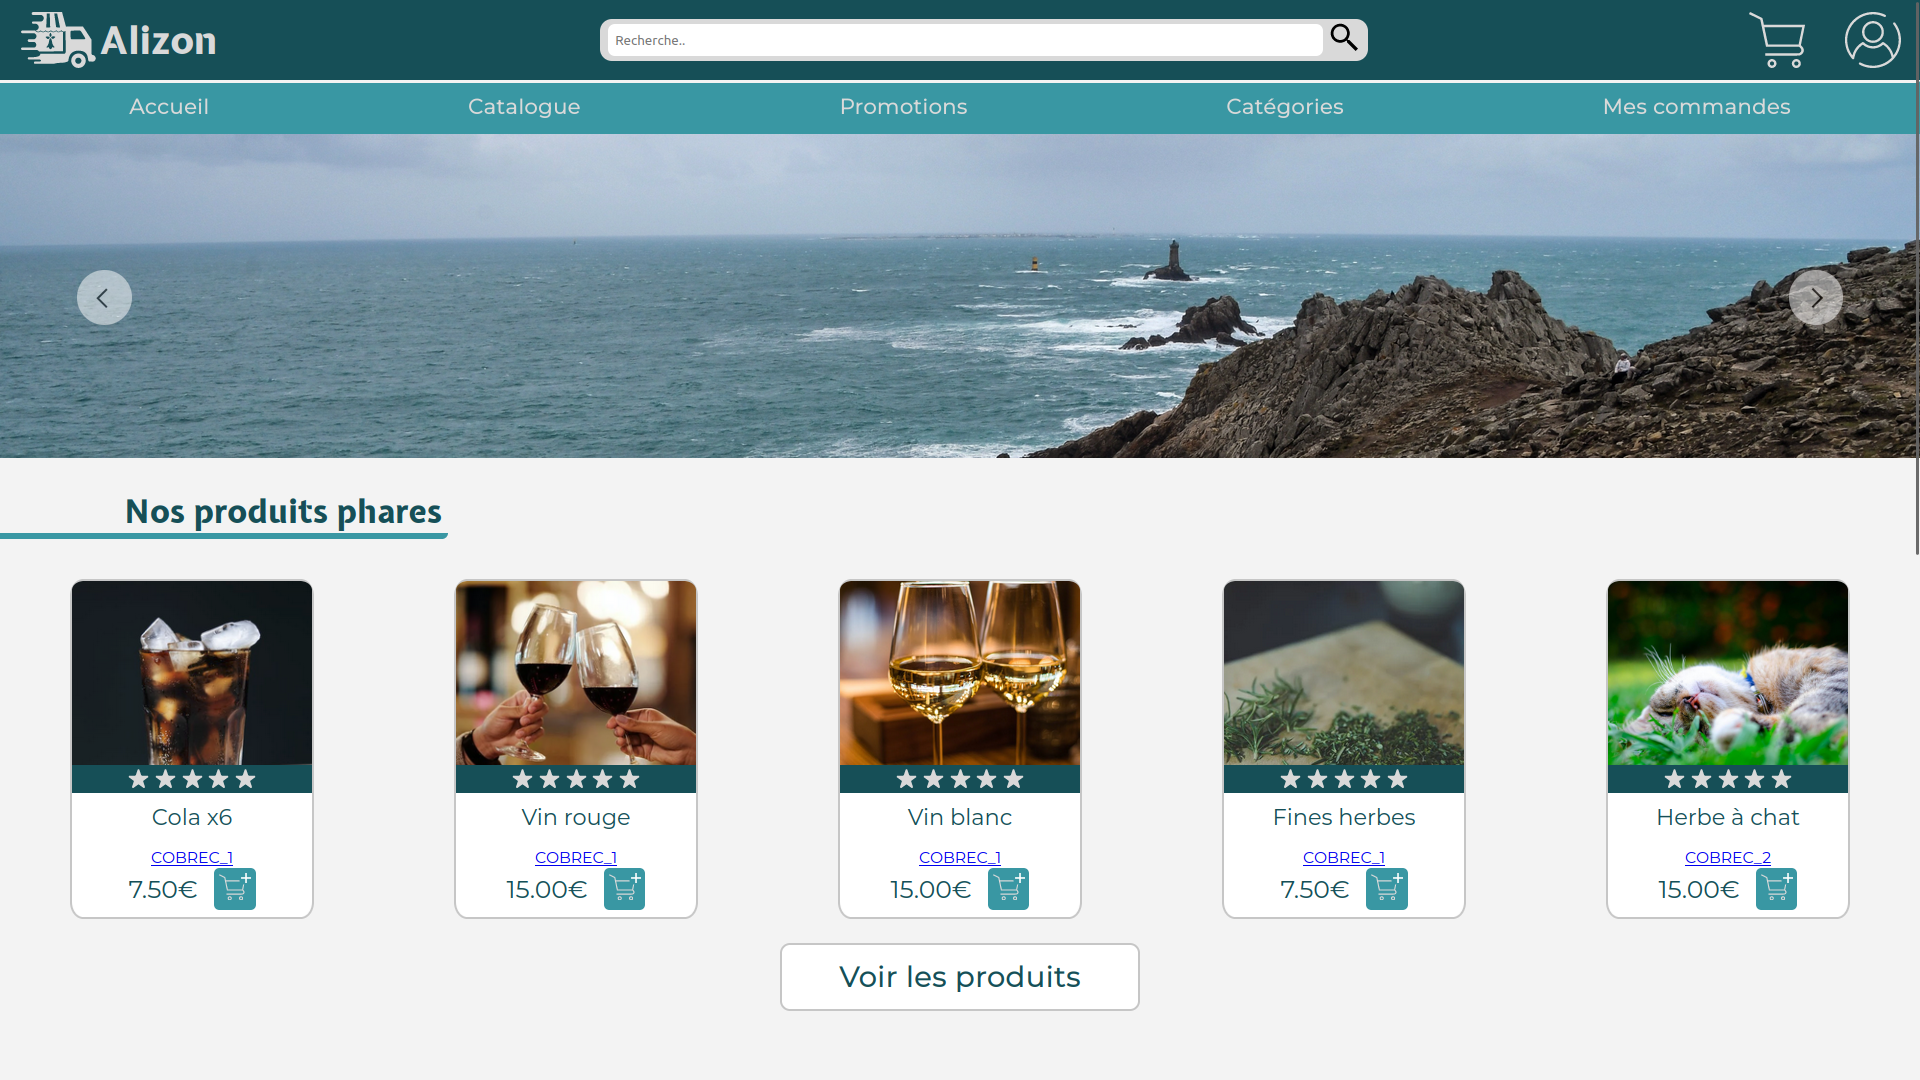 Alizon
Recherche..
Accueil
Catalogue
Promotions
Catégories
Mes commandes
Nos produits phares
Cola x6
COBREC_1
7.50€
Vin rouge
COBREC_1
15.00€
Vin blanc
COBREC_1
15.00€
Fines herbes
COBREC_1
7.50€
Herbe à chat
COBREC_2
15.00€
Voir les produits